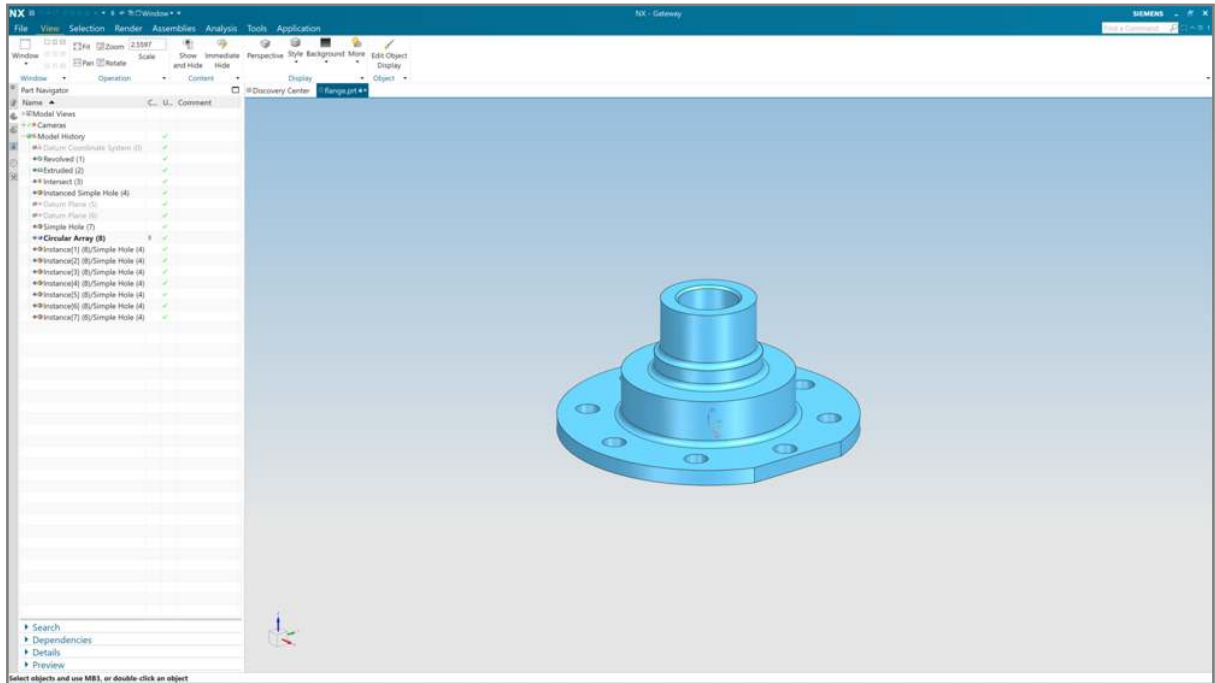 NX Window NX - Gateway SIEMENS
File View Selection Render Assemblies Analysis Tools Application Find a Command
Window Fit Zoom 2.5597 Scale Pan Rotate Show and Hide Immediate Hide Perspective Style Background More Edit Object Display
Window Operation Content Display Object
Part Navigator Discovery Center flange.prt
Name C... U... Comment
Model Views
Cameras
Model History
Datum Coordinate System (0)
Revolved (1)
Extruded (2)
Intersect (3)
Instanced Simple Hole (4)
Datum Plane (5)
Datum Plane (6)
Simple Hole (7)
Circular Array (8)
Instance[1] (8)/Simple Hole (4)
Instance[2] (8)/Simple Hole (4)
Instance[3] (8)/Simple Hole (4)
Instance[4] (8)/Simple Hole (4)
Instance[5] (8)/Simple Hole (4)
Instance[6] (8)/Simple Hole (4)
Instance[7] (8)/Simple Hole (4)
Search
Dependencies
Details
Preview
Select objects and use MB3, or double-click an object